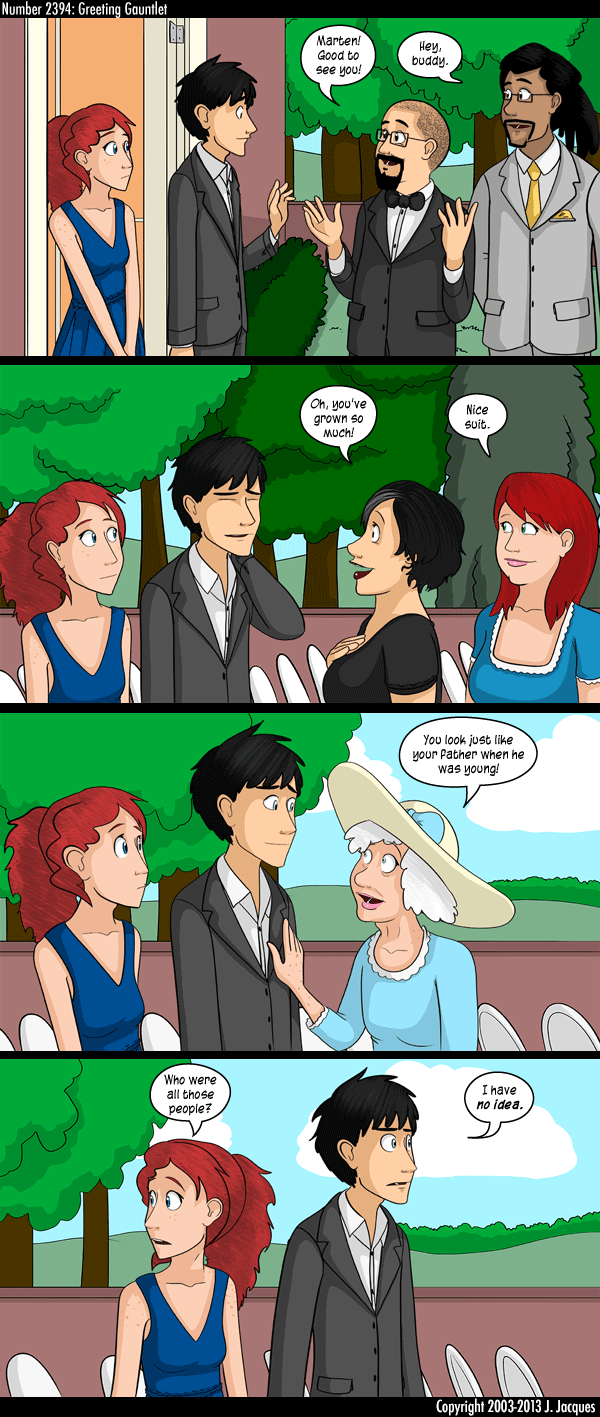 Number 2394: Greeting Gauntlet
Marten!
Good to
see you!
Hey,
buddy.
Oh, you've
grown so
much!
Nice
suit.
You look just like
your father when he
was young!
Who were
all those
people?
I have
no idea.
Copyright 2003-2013 J. Jacques